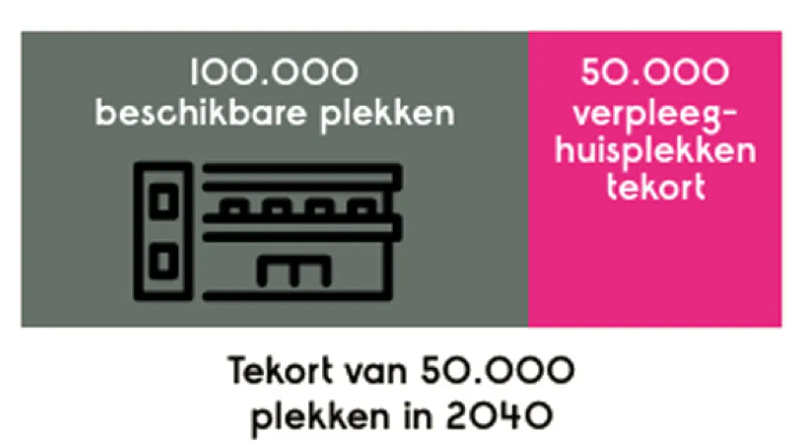 100.000
beschikbare plekken
50.000
verpleeg-
huisplekken
tekort
Tekort van 50.000
plekken in 2040